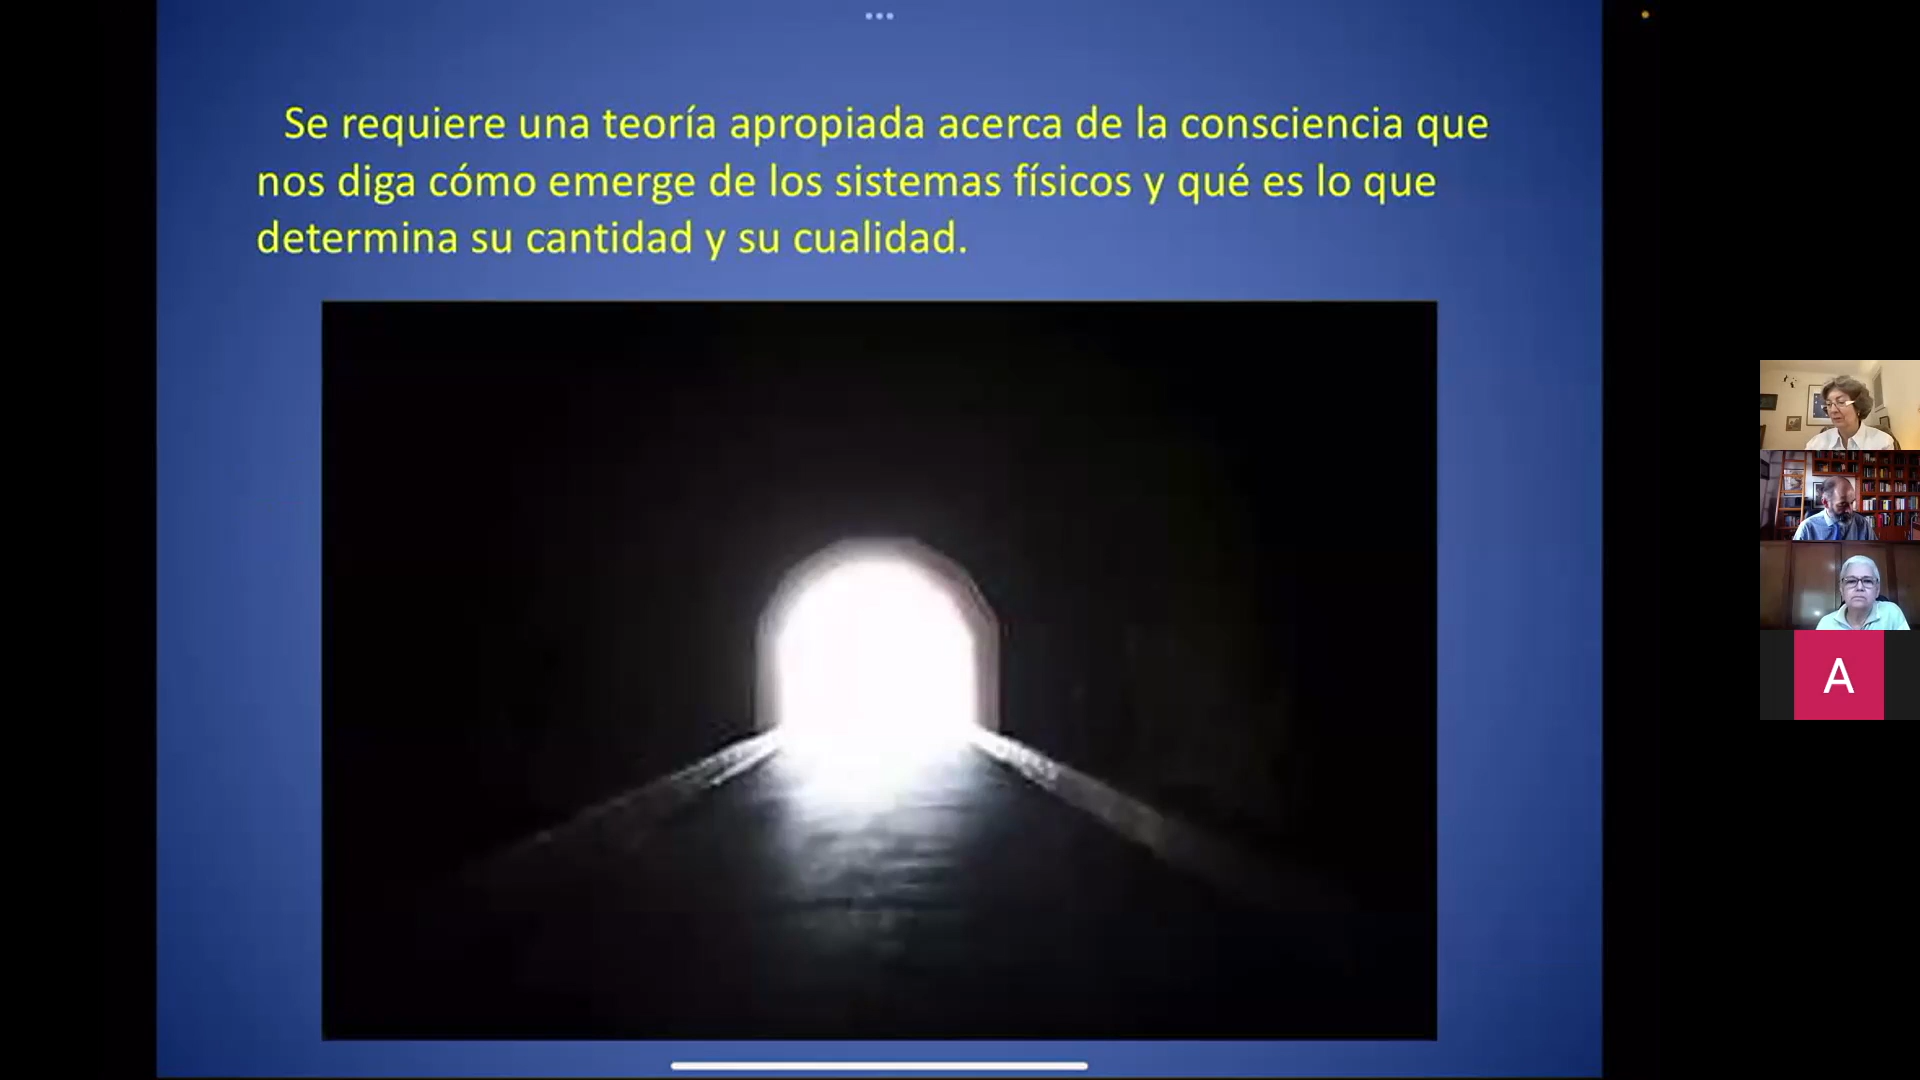 Se requiere una teoría apropiada acerca de la consciencia que
nos diga cómo emerge de los sistemas físicos y qué es lo que
determina su cantidad y su cualidad.
A